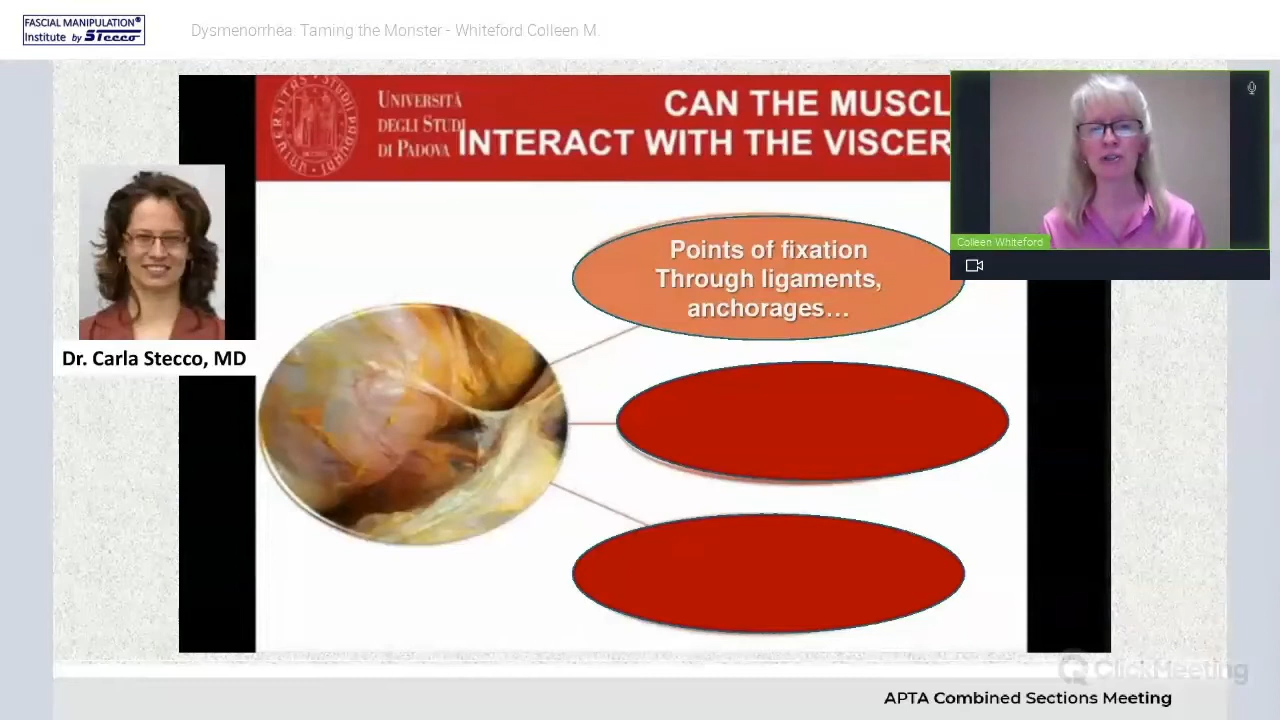 FASCIAL MANIPULATION®
Institute by Stecco
Dysmenorrhea: Taming the Monster - Whiteford Colleen M.
UNIVERSITÀ
DEGLI STUDI
DI PADOVA
CAN THE MUSCL
INTERACT WITH THE VISCER
Colleen Whiteford
Points of fixation
Through ligaments,
anchorages…
Dr. Carla Stecco, MD
ClickMeeting
APTA Combined Sections Meeting